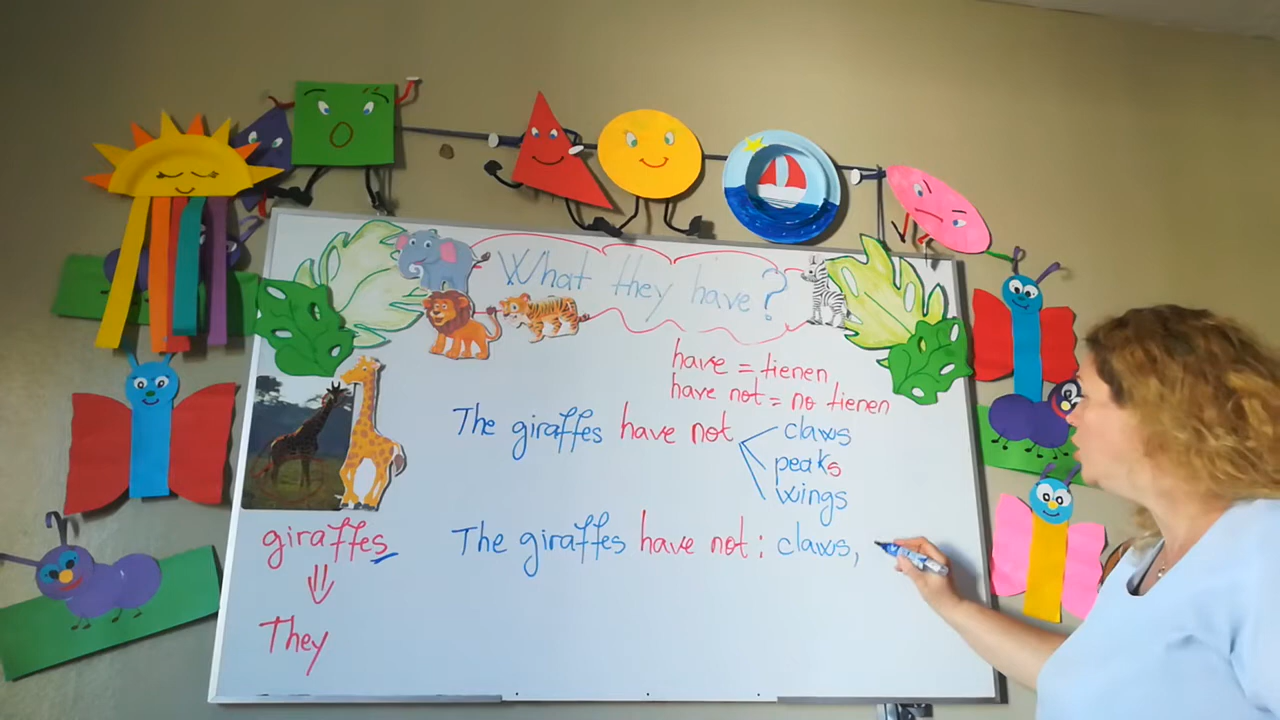 What they have?
have = tienen
have not = no tienen
The giraffes have not
claws
peaks
wings
giraffes
The giraffes have not: claws,
They